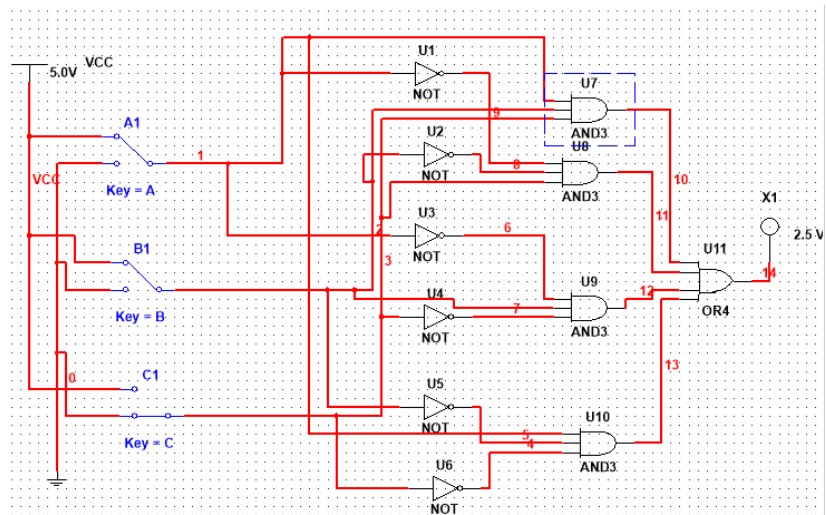 VCC
5.0V
A1
1
VCC
Key = A
B1
Key = B
0
C1
Key = C
U1
NOT
9
U2
NOT
8
2
U3
NOT
6
3
U4
NOT
7
U5
NOT
5
4
U6
NOT
U7
AND3
U8
AND3
10
11
U9
AND3
12
U10
AND3
13
U11
OR4
14
X1
2.5 V